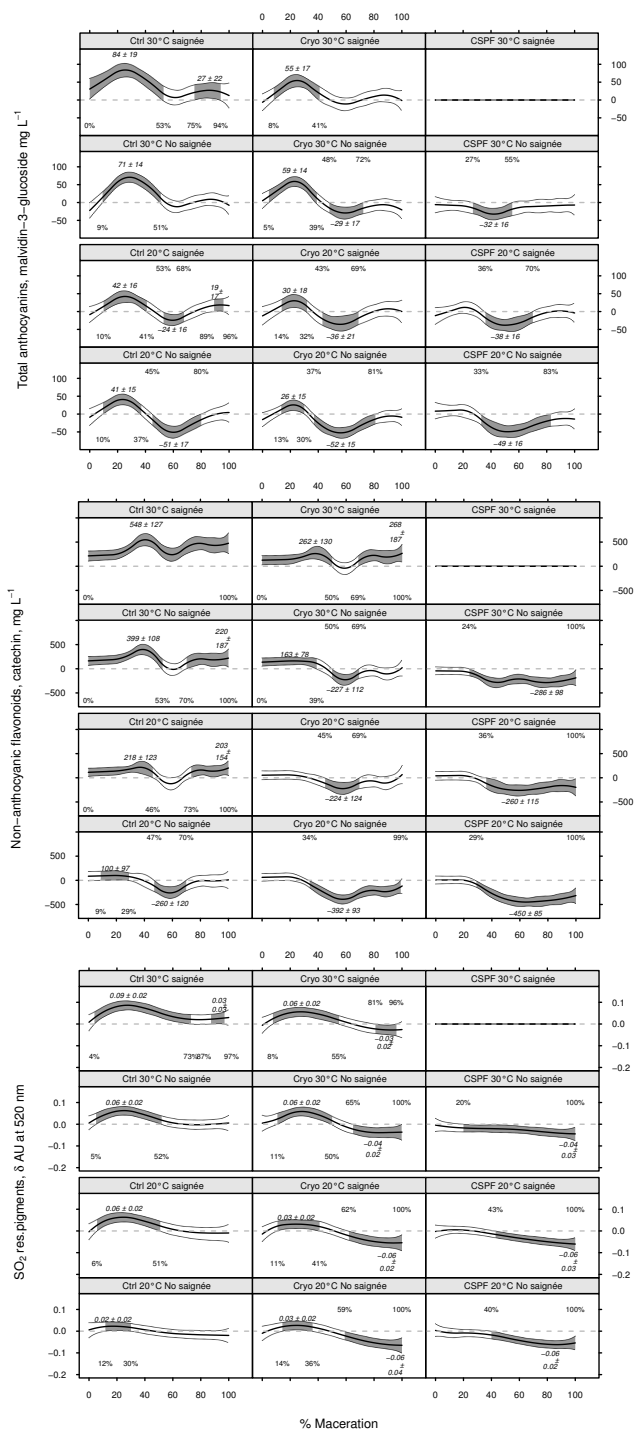 0 20 40 60 80 100
Ctrl 30°C saignée Cryo 30°C saignée CSPF 30°C saignée
84 ± 19
27 ± 22
0% 53% 75% 94%
55 ± 17
8% 41%
100
50
0
−50
Ctrl 30°C No saignée Cryo 30°C No saignée CSPF 30°C No saignée
100
50
0
−50
71 ± 14
9% 51%
48% 72%
59 ± 14
−29 ± 17
5% 39%
27% 55%
−32 ± 16
Ctrl 20°C saignée Cryo 20°C saignée CSPF 20°C saignée
53% 68%
42 ± 16
19 ± 17
−24 ± 16
10% 41% 89% 96%
43% 69%
30 ± 18
−36 ± 21
14% 32%
36% 70%
−38 ± 16
100
50
0
−50
Ctrl 20°C No saignée Cryo 20°C No saignée CSPF 20°C No saignée
100
50
0
−50
45% 80%
41 ± 15
−51 ± 17
10% 37%
37% 81%
26 ± 15
−52 ± 15
13% 30%
33% 83%
−49 ± 16
0 20 40 60 80 100 0 20 40 60 80 100
Total anthocyanins, malvidin−3−glucoside mg L−1
0 20 40 60 80 100
Ctrl 30°C saignée Cryo 30°C saignée CSPF 30°C saignée
548 ± 127
0% 100%
262 ± 130
268
±
187
50% 69% 100%
500
0
−500
Ctrl 30°C No saignée Cryo 30°C No saignée CSPF 30°C No saignée
500
0
−500
399 ± 108
220
±
187
0% 53% 70% 100%
50% 69%
163 ± 78
−227 ± 112
0% 39%
24% 100%
−286 ± 98
Ctrl 20°C saignée Cryo 20°C saignée CSPF 20°C saignée
218 ± 123
203
±
154
0% 46% 73% 100%
45% 69%
−224 ± 124
36% 100%
−260 ± 115
500
0
−500
Ctrl 20°C No saignée Cryo 20°C No saignée CSPF 20°C No saignée
500
0
−500
47% 70%
100 ± 97
−260 ± 120
9% 29%
34% 99%
−392 ± 93
29% 100%
−450 ± 85
0 20 40 60 80 100 0 20 40 60 80 100
Non−anthocyanic flavonoids, catechin, mg L−1
0 20 40 60 80 100
Ctrl 30°C saignée Cryo 30°C saignée CSPF 30°C saignée
0.09 ± 0.02
0.03
±
0.03
4% 73% 87% 97%
81% 96%
0.06 ± 0.02
−0.03
±
0.02
8% 55%
0.1
0.0
−0.1
−0.2
Ctrl 30°C No saignée Cryo 30°C No saignée CSPF 30°C No saignée
0.1
0.0
−0.1
−0.2
0.06 ± 0.02
5% 52%
65% 100%
0.06 ± 0.02
−0.04
±
0.02
11% 50%
20% 100%
−0.04
±
0.03
Ctrl 20°C saignée Cryo 20°C saignée CSPF 20°C saignée
0.06 ± 0.02
6% 51%
62% 100%
0.03 ± 0.02
−0.06
±
0.02
11% 41%
43% 100%
−0.06
±
0.03
0.1
0.0
−0.1
−0.2
Ctrl 20°C No saignée Cryo 20°C No saignée CSPF 20°C No saignée
0.1
0.0
−0.1
−0.2
0.02 ± 0.02
12% 30%
59% 100%
0.03 ± 0.02
−0.06
±
0.04
14% 36%
40% 100%
−0.06
±
0.02
0 20 40 60 80 100 0 20 40 60 80 100
SO2 res.pigments, δ AU at 520 nm
% Maceration